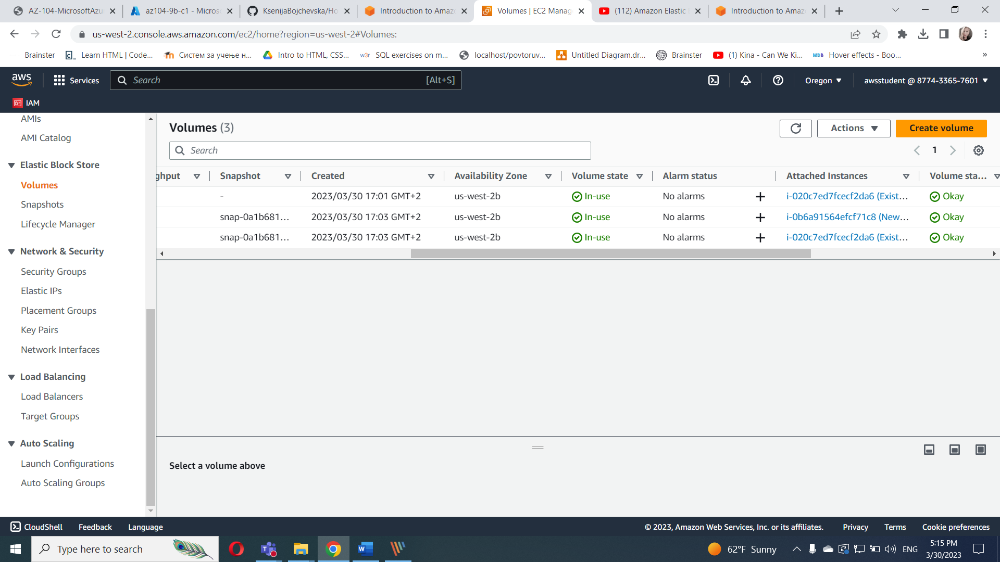 AZ-104-MicrosoftAzu
az104-9b-c1 - Micros
KsenijaBojchevska/Ho
Introduction to Amaz
Volumes | EC2 Manag
(112) Amazon Elastic
Introduction to Amaz
us-west-2.console.aws.amazon.com/ec2/home?region=us-west-2#Volumes:
Brainster
Learn HTML | Code...
Систем за учење н...
Intro to HTML, CSS...
w3r SQL exercises on m...
localhost/povtoruv...
Untitled Diagram.dr...
Brainster
(1) Kina - Can We Ki...
MDB Hover effects - Boo...
»
aws Services Search [Alt+S] Oregon awsstudent @ 8774-3365-7601
IAM
AMIs
AMI Catalog
Elastic Block Store
Volumes
Snapshots
Lifecycle Manager
Network & Security
Security Groups
Elastic IPs
Placement Groups
Key Pairs
Network Interfaces
Load Balancing
Load Balancers
Target Groups
Auto Scaling
Launch Configurations
Auto Scaling Groups
Volumes (3)
Actions
Create volume
Search
1
ghput Snapshot Created Availability Zone Volume state Alarm status Attached Instances Volume sta...
- 2023/03/30 17:01 GMT+2 us-west-2b In-use No alarms + i-020c7ed7fcecf2da6 (Exist... Okay
snap-0a1b681... 2023/03/30 17:03 GMT+2 us-west-2b In-use No alarms + i-0b6a91564efcf71c8 (New... Okay
snap-0a1b681... 2023/03/30 17:03 GMT+2 us-west-2b In-use No alarms + i-020c7ed7fcecf2da6 (Exist... Okay
Select a volume above
CloudShell Feedback Language © 2023, Amazon Web Services, Inc. or its affiliates. Privacy Terms Cookie preferences
Type here to search
62°F Sunny
ENG
5:15 PM
3/30/2023